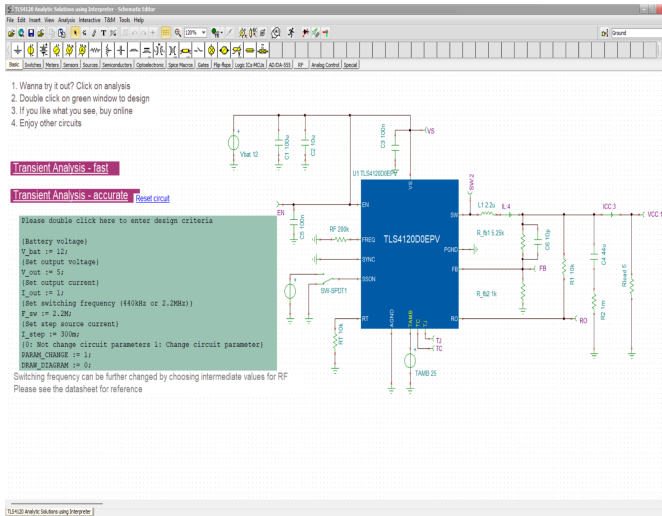 TLS4120 Analytic Solutions using Interpreter - Schematic Editor
File Edit Insert View Analysis Interactive T&M Tools Help
120%
Ground
Basic Switches Meters Sensors Sources Semiconductors Optoelectronic Spice Macros Gates Flip-flops Logic ICs-MCUs AD/DA-555 RF Analog Control Special
1. Wanna try it out? Click on analysis
2. Double click on green window to design
3. If you like what you see, buy online
4. Enjoy other circuits
Transient Analysis - fast
Transient Analysis - accurate
Reset circuit
Please double click here to enter design criteria
{Battery voltage}
V_bat := 12;
{Set output voltage}
V_out := 5;
{Set output current}
I_out := 1;
{Set switching frequency (440kHz or 2.2MHz)}
F_sw := 2.2M;
{Set step source current}
I_step := 300m;
{0: Not change circuit parameters 1: Change circuit parameter}
PARAM_CHANGE := 1;
DRAW_DIAGRAM := 0;
Switching frequency can be further changed by choosing intermediate values for RF
Please see the datasheet for reference
Vbat 12
C1 100u
C2 10u
C3 100n
VS
U1 TLS4120D0EPV
VS
EN
EN
C5 100n
RF 200k
FREQ
SYNC
SSON
SW-SPDT1
RT
RT 10k
TLS4120D0EPV
AGND
TAMB
TC
TJ
TJ
TC
TAMB 25
SW
PGND
FB
RO
SW:2
L1 2.2u
IL:4
R_fb1 5.25k
C6 10p
R_fb2 1k
FB
R1 10k
RO
ICC:3
VCC:1
C4 44u
R2 1m
Rload 5
TLS4120 Analytic Solutions using Interpreter